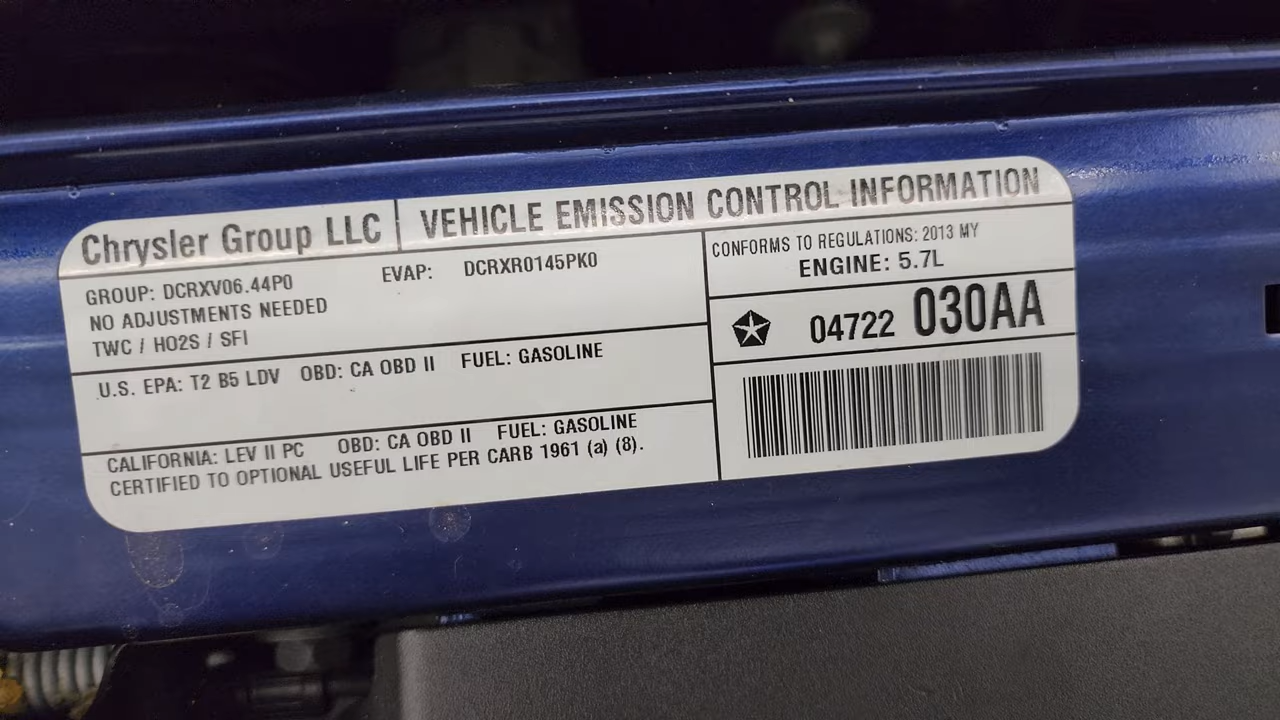 Chrysler Group LLC | VEHICLE EMISSION CONTROL INFORMATION
GROUP: DCRXV06.44P0 EVAP: DCRXR0145PK0
NO ADJUSTMENTS NEEDED
TWC / HO2S / SFI
CONFORMS TO REGULATIONS: 2013 MY
ENGINE: 5.7L
04722 030AA
U.S. EPA: T2 B5 LDV OBD: CA OBD II FUEL: GASOLINE
CALIFORNIA: LEV II PC OBD: CA OBD II FUEL: GASOLINE
CERTIFIED TO OPTIONAL USEFUL LIFE PER CARB 1961 (a) (8).